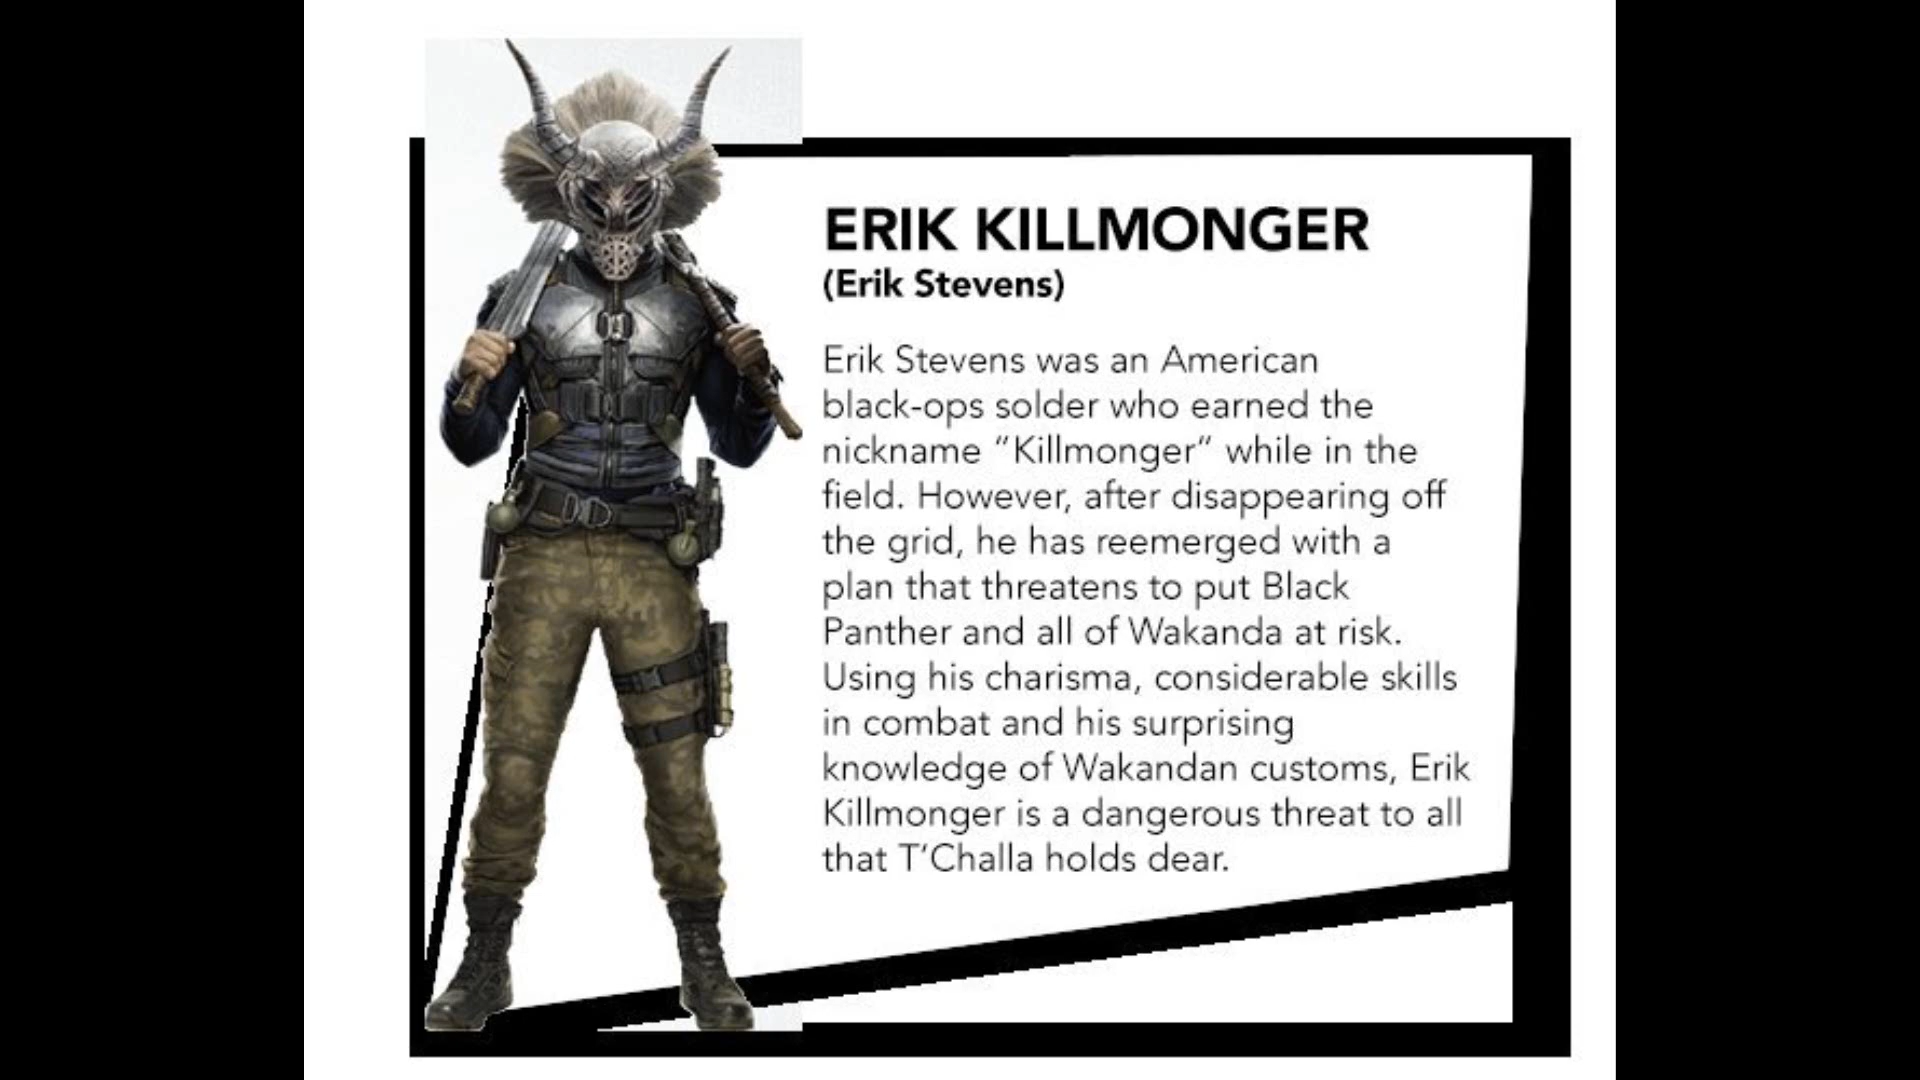 ERIK KILLMONGER
(Erik Stevens)
Erik Stevens was an American
black-ops solder who earned the
nickname “Killmonger” while in the
field. However, after disappearing off
the grid, he has reemerged with a
plan that threatens to put Black
Panther and all of Wakanda at risk.
Using his charisma, considerable skills
in combat and his surprising
knowledge of Wakandan customs, Erik
Killmonger is a dangerous threat to all
that T’Challa holds dear.